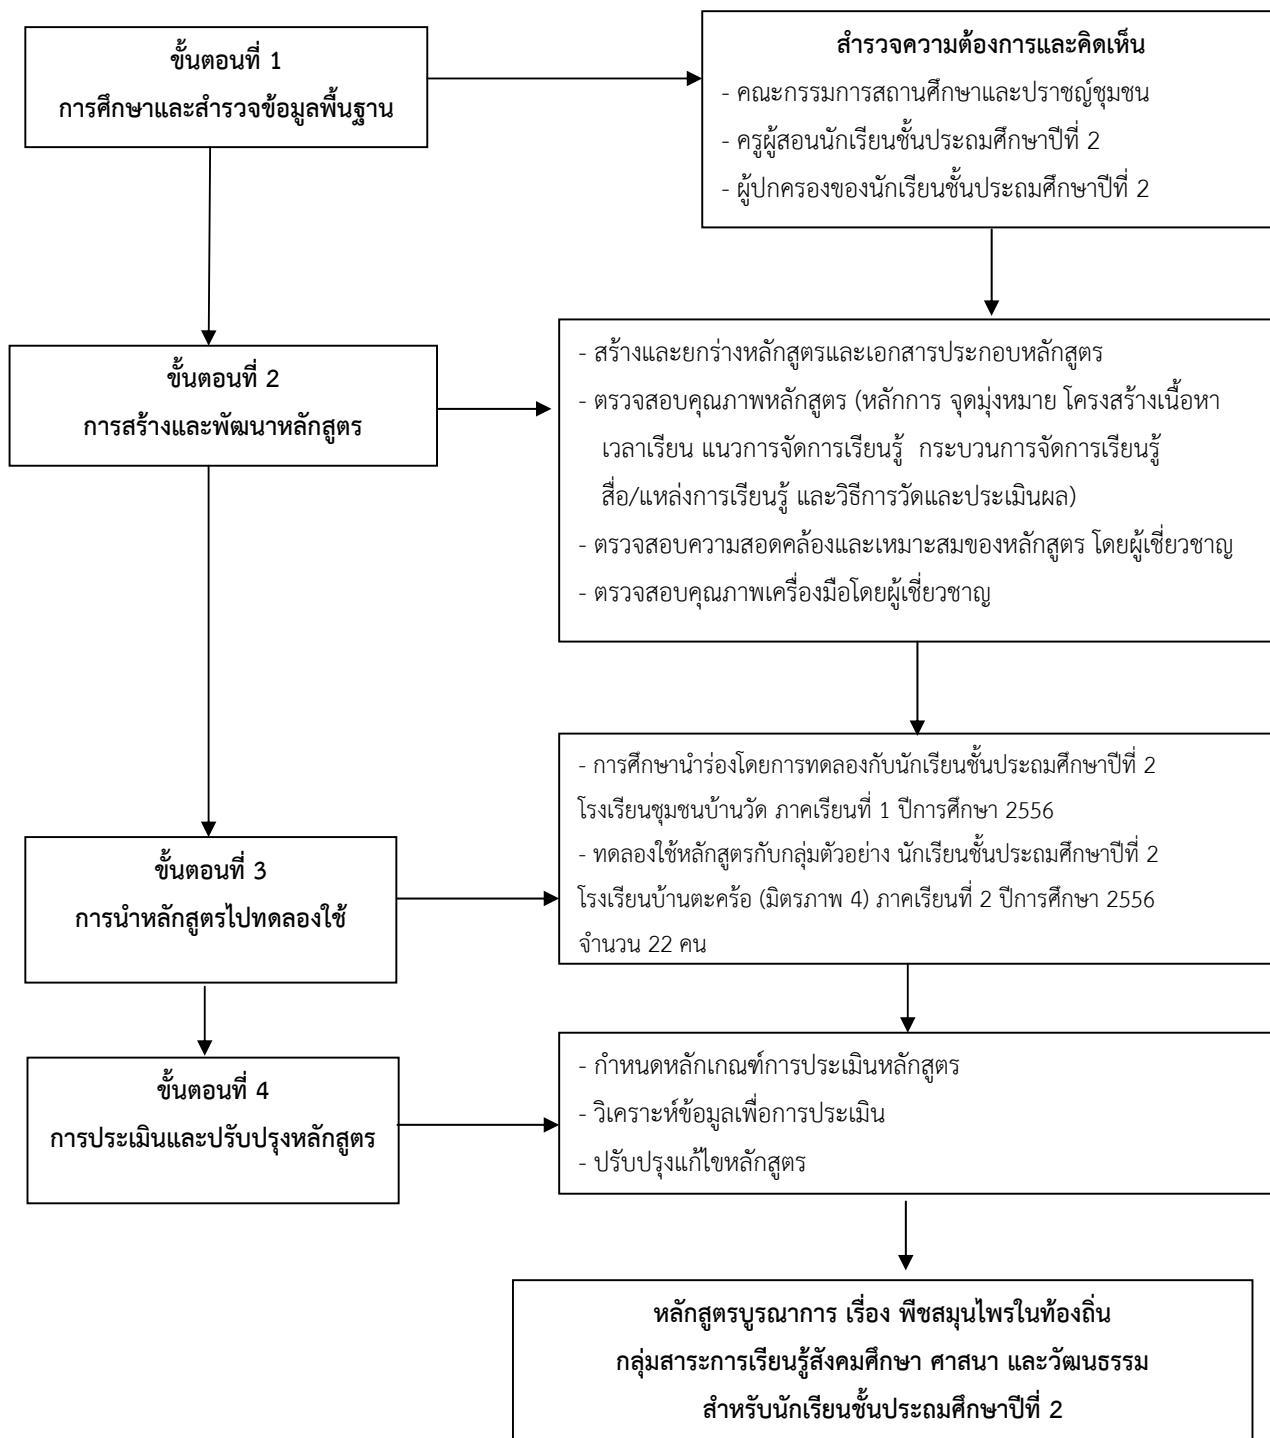 ขั้นตอนที่ 1
การศึกษาและสำรวจข้อมูลพื้นฐาน
สำรวจความต้องการและคิดเห็น
- คณะกรรมการสถานศึกษาและปราชญ์ชุมชน
- ครูผู้สอนนักเรียนชั้นประถมศึกษาปีที่ 2
- ผู้ปกครองของนักเรียนชั้นประถมศึกษาปีที่ 2
ขั้นตอนที่ 2
การสร้างและพัฒนาหลักสูตร
- สร้างและยกร่างหลักสูตรและเอกสารประกอบหลักสูตร
- ตรวจสอบคุณภาพหลักสูตร (หลักการ จุดมุ่งหมาย โครงสร้างเนื้อหา
เวลาเรียน แนวการจัดการเรียนรู้ กระบวนการจัดการเรียนรู้
สื่อ/แหล่งการเรียนรู้ และวิธีการวัดและประเมินผล)
- ตรวจสอบความสอดคล้องและเหมาะสมของหลักสูตร โดยผู้เชี่ยวชาญ
- ตรวจสอบคุณภาพเครื่องมือโดยผู้เชี่ยวชาญ
ขั้นตอนที่ 3
การนำหลักสูตรไปทดลองใช้
- การศึกษานำร่องโดยการทดลองกับนักเรียนชั้นประถมศึกษาปีที่ 2
โรงเรียนชุมชนบ้านวัด ภาคเรียนที่ 1 ปีการศึกษา 2556
- ทดลองใช้หลักสูตรกับกลุ่มตัวอย่าง นักเรียนชั้นประถมศึกษาปีที่ 2
โรงเรียนบ้านตะคร้อ (มิตรภาพ 4) ภาคเรียนที่ 2 ปีการศึกษา 2556
จำนวน 22 คน
ขั้นตอนที่ 4
การประเมินและปรับปรุงหลักสูตร
- กำหนดหลักเกณฑ์การประเมินหลักสูตร
- วิเคราะห์ข้อมูลเพื่อการประเมิน
- ปรับปรุงแก้ไขหลักสูตร
หลักสูตรบูรณาการ เรื่อง พืชสมุนไพรในท้องถิ่น
กลุ่มสาระการเรียนรู้สังคมศึกษา ศาสนา และวัฒนธรรม
สำหรับนักเรียนชั้นประถมศึกษาปีที่ 2